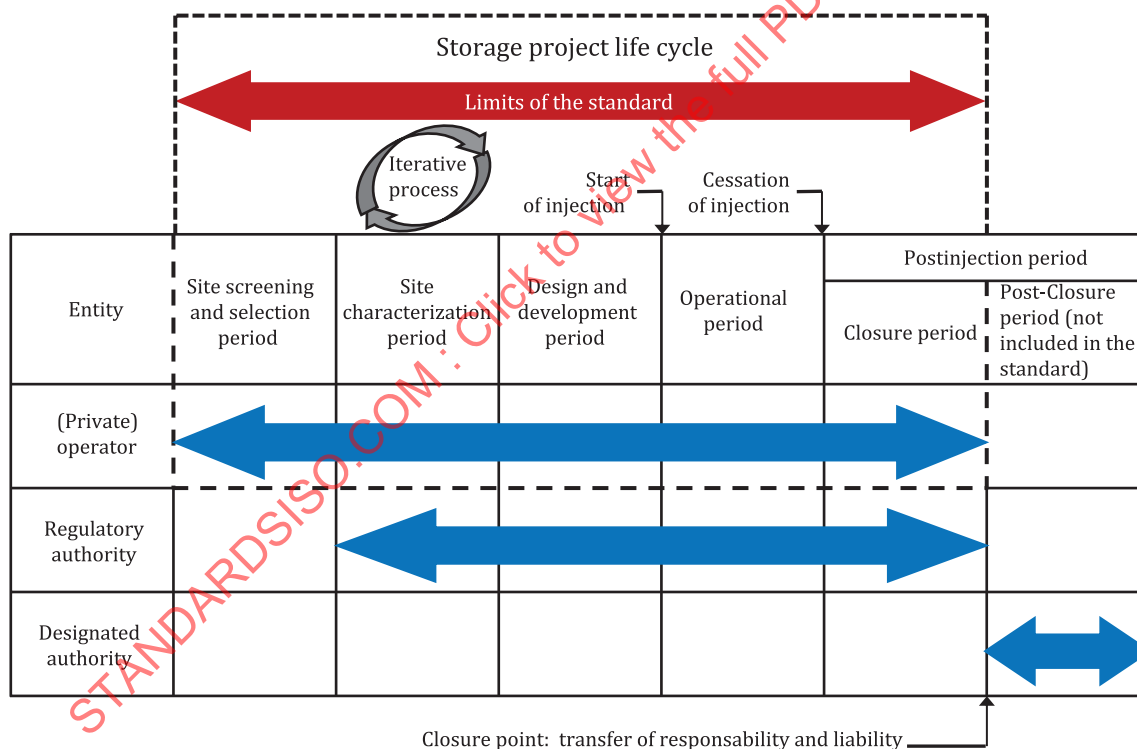 Storage project life cycle
Limits of the standard
Iterative
process
Start
of injection
Cessation
of injection
Entity
Site screening
and selection
period
Site
characterization
period
Design and
development
period
Operational
period
Postinjection period
Closure period
Post-Closure
period (not
included in the
standard)
(Private)
operator
Regulatory
authority
Designated
authority
Closure point: transfer of responsability and liability
STANDARDSISO.COM : Click to view the full